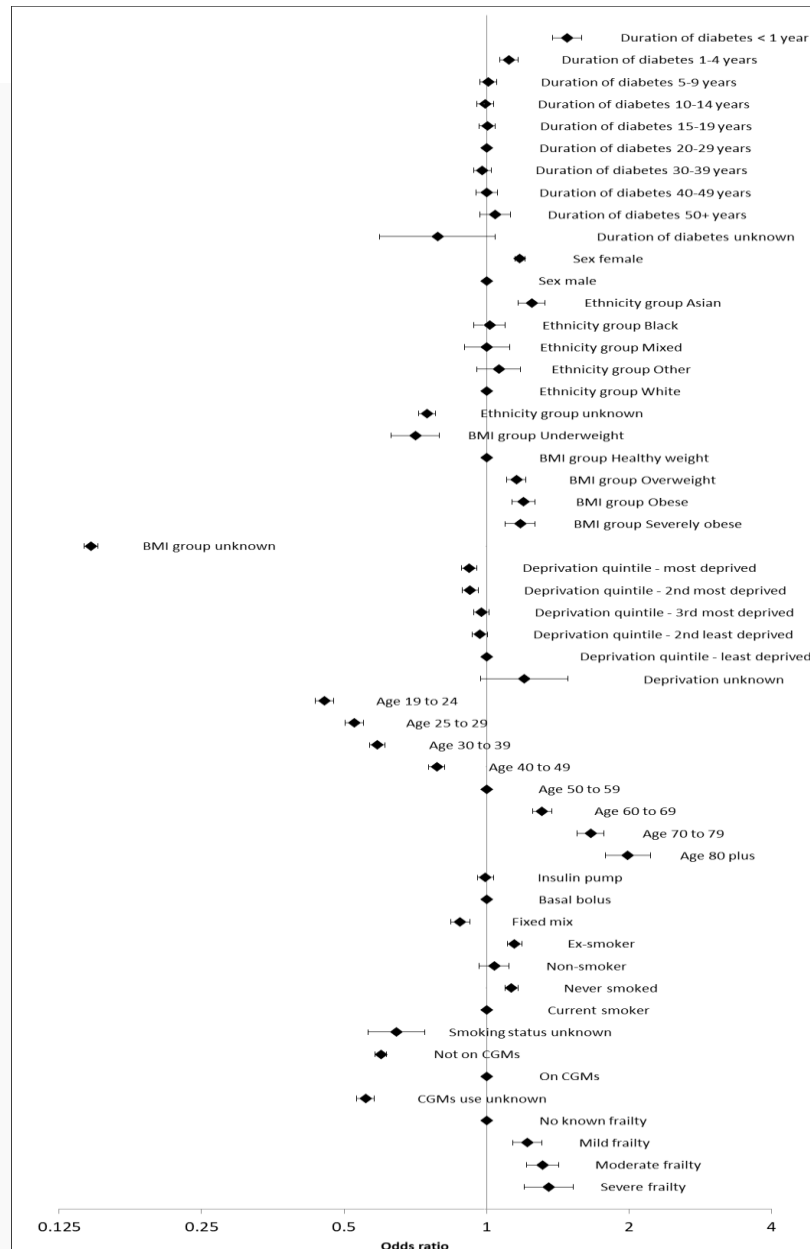 Duration of diabetes < 1 year
Duration of diabetes 1-4 years
Duration of diabetes 5-9 years
Duration of diabetes 10-14 years
Duration of diabetes 15-19 years
Duration of diabetes 20-29 years
Duration of diabetes 30-39 years
Duration of diabetes 40-49 years
Duration of diabetes 50+ years
Duration of diabetes unknown
Sex female
Sex male
Ethnicity group Asian
Ethnicity group Black
Ethnicity group Mixed
Ethnicity group Other
Ethnicity group White
Ethnicity group unknown
BMI group Underweight
BMI group Healthy weight
BMI group Overweight
BMI group Obese
BMI group Severely obese
BMI group unknown
Deprivation quintile - most deprived
Deprivation quintile - 2nd most deprived
Deprivation quintile - 3rd most deprived
Deprivation quintile - 2nd least deprived
Deprivation quintile - least deprived
Deprivation unknown
Age 19 to 24
Age 25 to 29
Age 30 to 39
Age 40 to 49
Age 50 to 59
Age 60 to 69
Age 70 to 79
Age 80 plus
Insulin pump
Basal bolus
Fixed mix
Ex-smoker
Non-smoker
Never smoked
Current smoker
Smoking status unknown
Not on CGMs
On CGMs
CGMs use unknown
No known frailty
Mild frailty
Moderate frailty
Severe frailty
0.125 0.25 0.5 1 2 4
Odds ratio